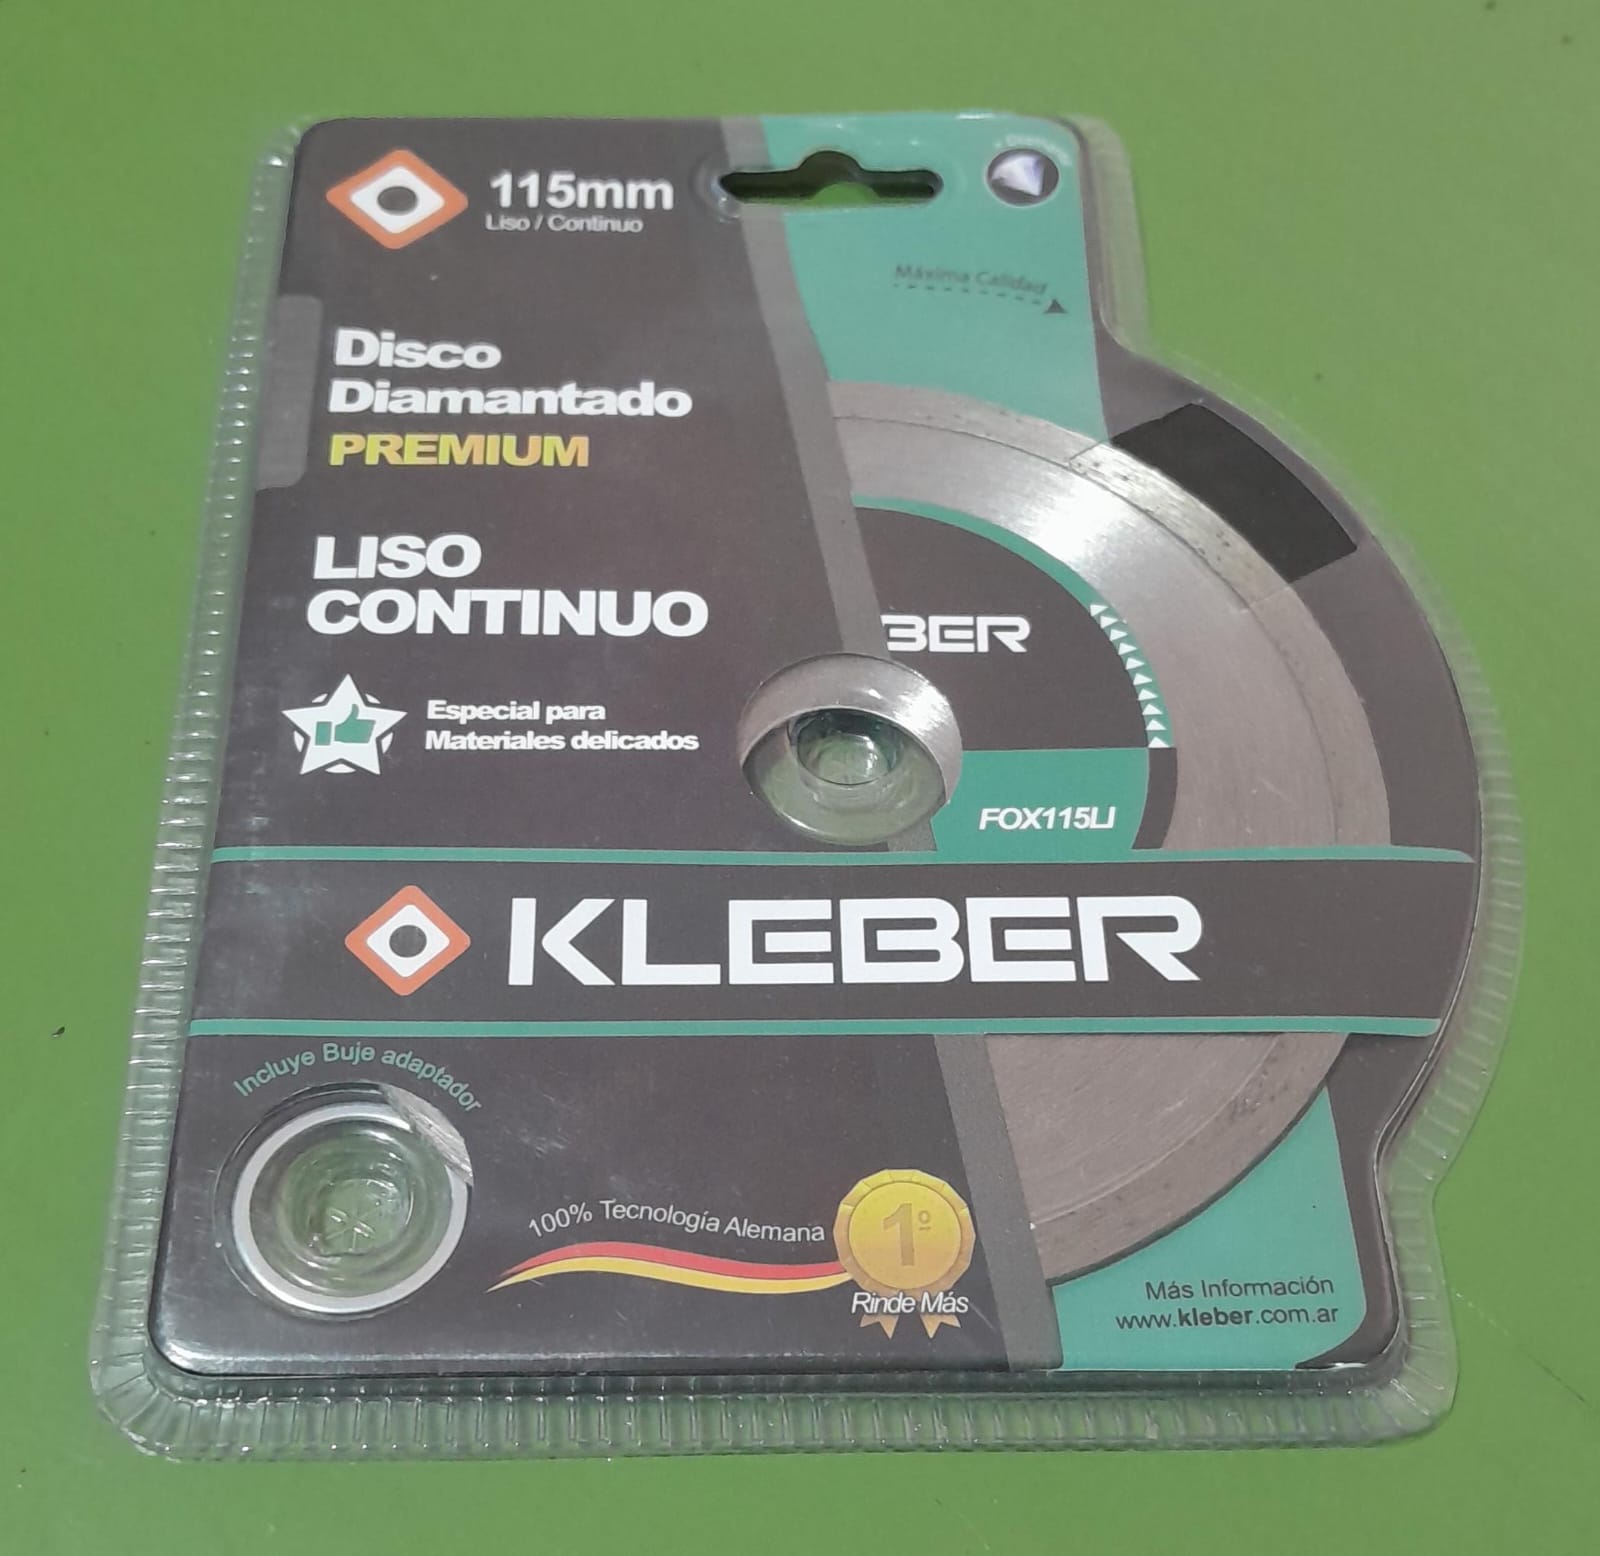 115mm
Liso / Continuo
Máxima Calidad
Disco
Diamantado
PREMIUM
LISO
CONTINUO
BER
Especial para
Materiales delicados
FOX115LI
KLEBER
Incluye Buje adaptador
100% Tecnología Alemana
1º
Rinde Más
Más Información
www.kleber.com.ar